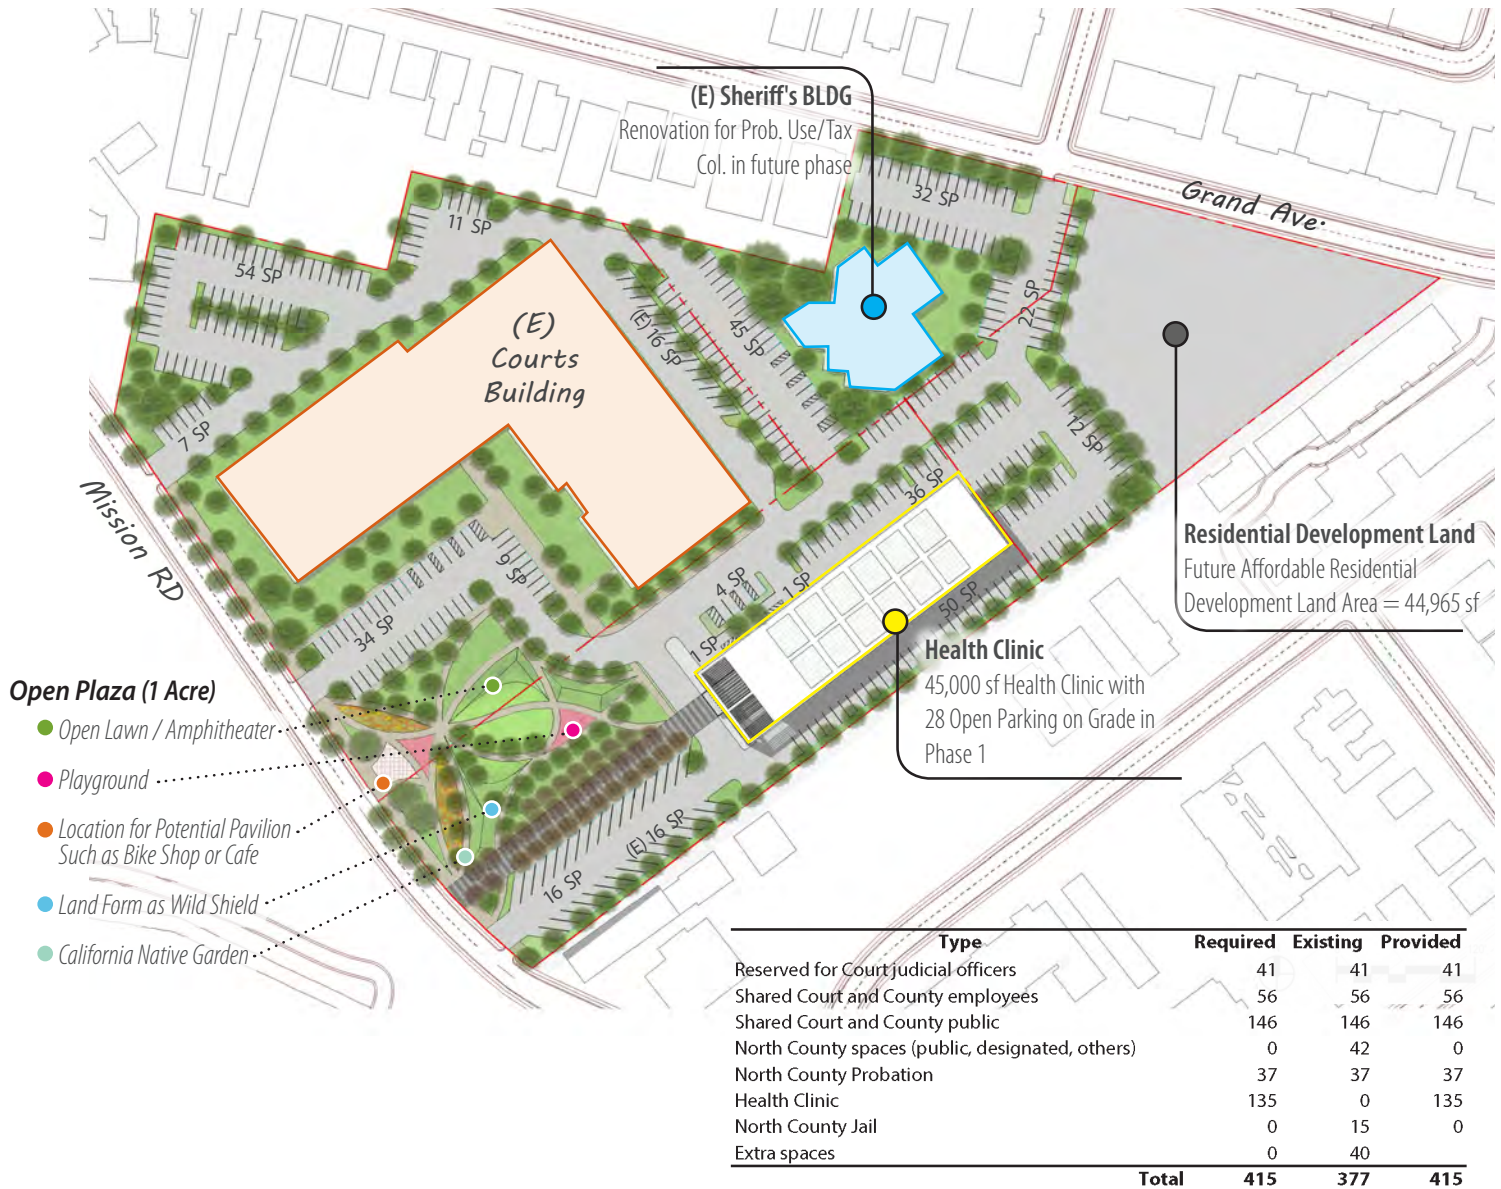 (E) Sheriff's BLDG
Renovation for Prob. Use/Tax
Col. in future phase
32 SP
Grand Ave.
11 SP
54 SP
22 SP
(E)
Courts
Building
(E) 16 SP
45 SP
7 SP
12 SP
Mission RD
36 SP
9 SP
4 SP
1 SP
50 SP
34 SP
1 SP
Residential Development Land
Future Affordable Residential
Development Land Area = 44,965 sf
Health Clinic
45,000 sf Health Clinic with
28 Open Parking on Grade in
Phase 1
Open Plaza (1 Acre)
Open Lawn / Amphitheater
Playground
Location for Potential Pavilion
Such as Bike Shop or Cafe
Land Form as Wild Shield
California Native Garden
(E) 16 SP
16 SP
Type Required Existing Provided
Reserved for Court judicial officers 41 41 41
Shared Court and County employees 56 56 56
Shared Court and County public 146 146 146
North County spaces (public, designated, others) 0 42 0
North County Probation 37 37 37
Health Clinic 135 0 135
North County Jail 0 15 0
Extra spaces 0 40
Total 415 377 415